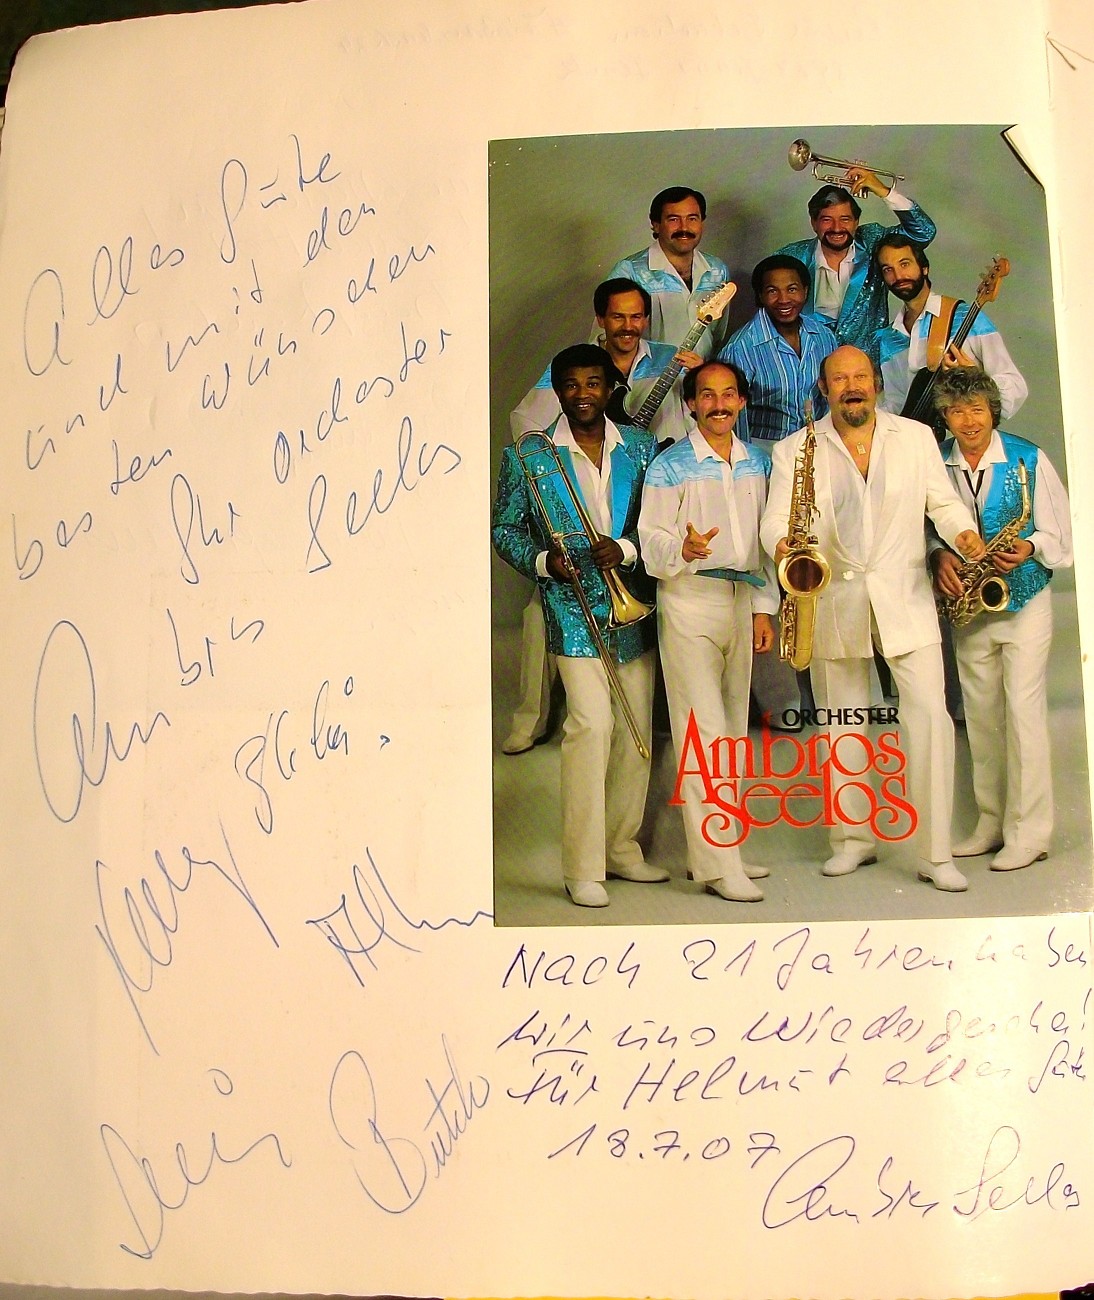 Alles Gute
und mit den
besten Wünschen
Ihr Orchester
Seelos
Ambros
ORCHESTER
Ambros
Seelos
Butch
Nach 21 Jahren haben
wir uns wiedergesehen!
Für Helmut alles Gute
18.7.07
Ambros Seelos